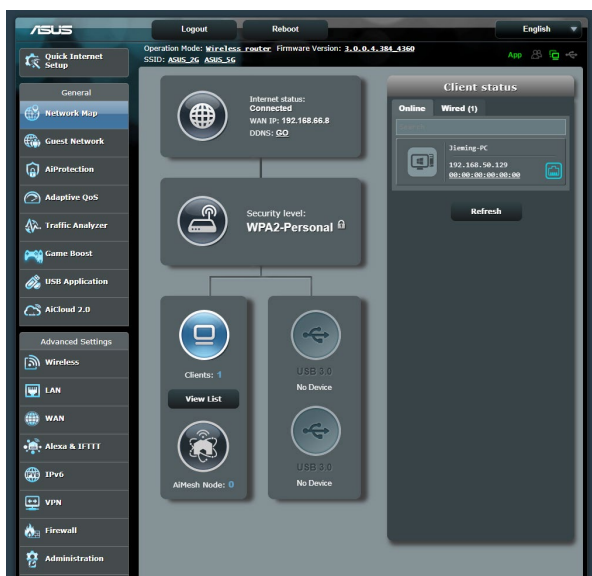 ASUS
Logout
Reboot
English
Quick Internet
Setup
Operation Mode: Wireless router Firmware Version: 3.0.0.4.384_4360
SSID: ASUS_2G ASUS_5G
App
General
Network Map
Guest Network
AiProtection
Adaptive QoS
Traffic Analyzer
Game Boost
USB Application
AiCloud 2.0
Advanced Settings
Wireless
LAN
WAN
Alexa & IFTTT
IPv6
VPN
Firewall
Administration
Internet status:
Connected
WAN IP: 192.168.66.8
DDNS: GO
Security level:
WPA2-Personal
Clients: 1
View List
AiMesh Node: 0
USB 3.0
No Device
USB 3.0
No Device
Client status
Online
Wired (1)
Jieming-PC
192.168.50.129
00:00:00:00:00:00
Refresh